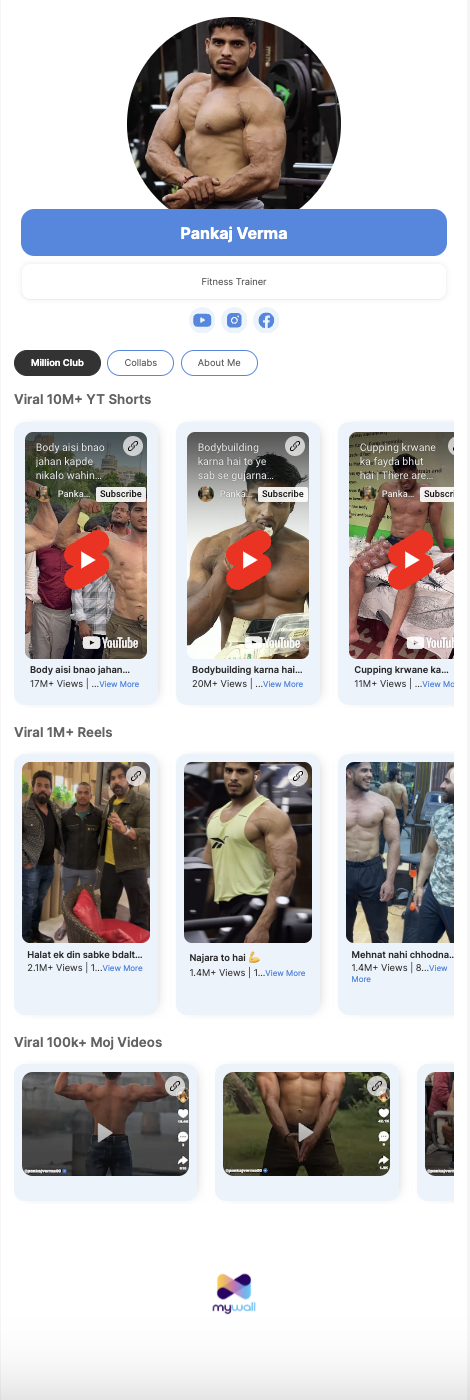 Pankaj Verma
Fitness Trainer
Million Club
Collabs
About Me
Viral 10M+ YT Shorts
Body aisi bnao
jahan kapde
nikalo wahin...
Panka...
Subscribe
YouTube
Body aisi bnao jahan...
17M+ Views | ...View More
Bodybuilding
karna hai to ye
sab se gujarna...
Panka...
Subscribe
YouTube
Bodybuilding karna hai...
20M+ Views | ...View More
Cupping krwane
ka fayda bhut
hai | There are...
Panka...
Subscr
YouTu
Cupping krwane ka...
11M+ Views | ...View Mo
Viral 1M+ Reels
Halat ek din sabke bdalt...
2.1M+ Views | 1...View More
Najara to hai 💪
1.4M+ Views | 1...View More
Mehnat nahi chhodna...
1.4M+ Views | 8...View
More
Viral 100k+ Moj Videos
mywall